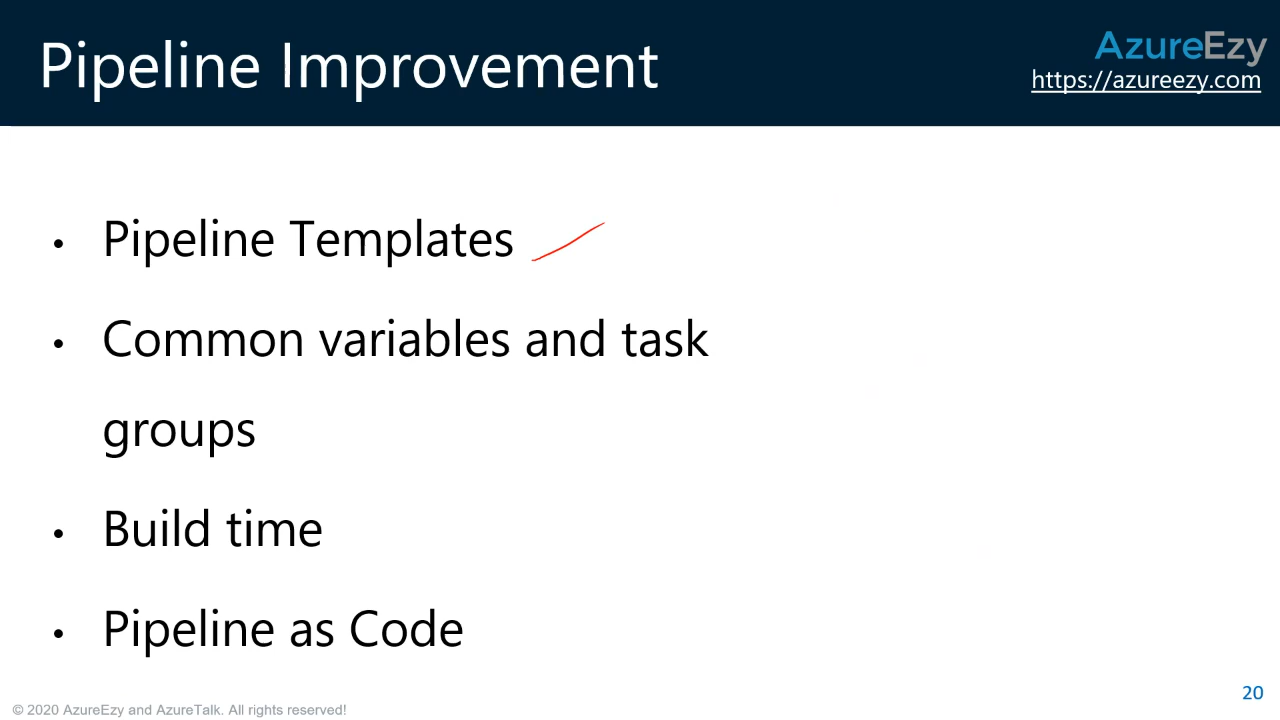 Pipeline Improvement
AzureEzy
https://azureezy.com
• Pipeline Templates
• Common variables and task
groups
• Build time
• Pipeline as Code
© 2020 AzureEzy and AzureTalk. All rights reserved!
20